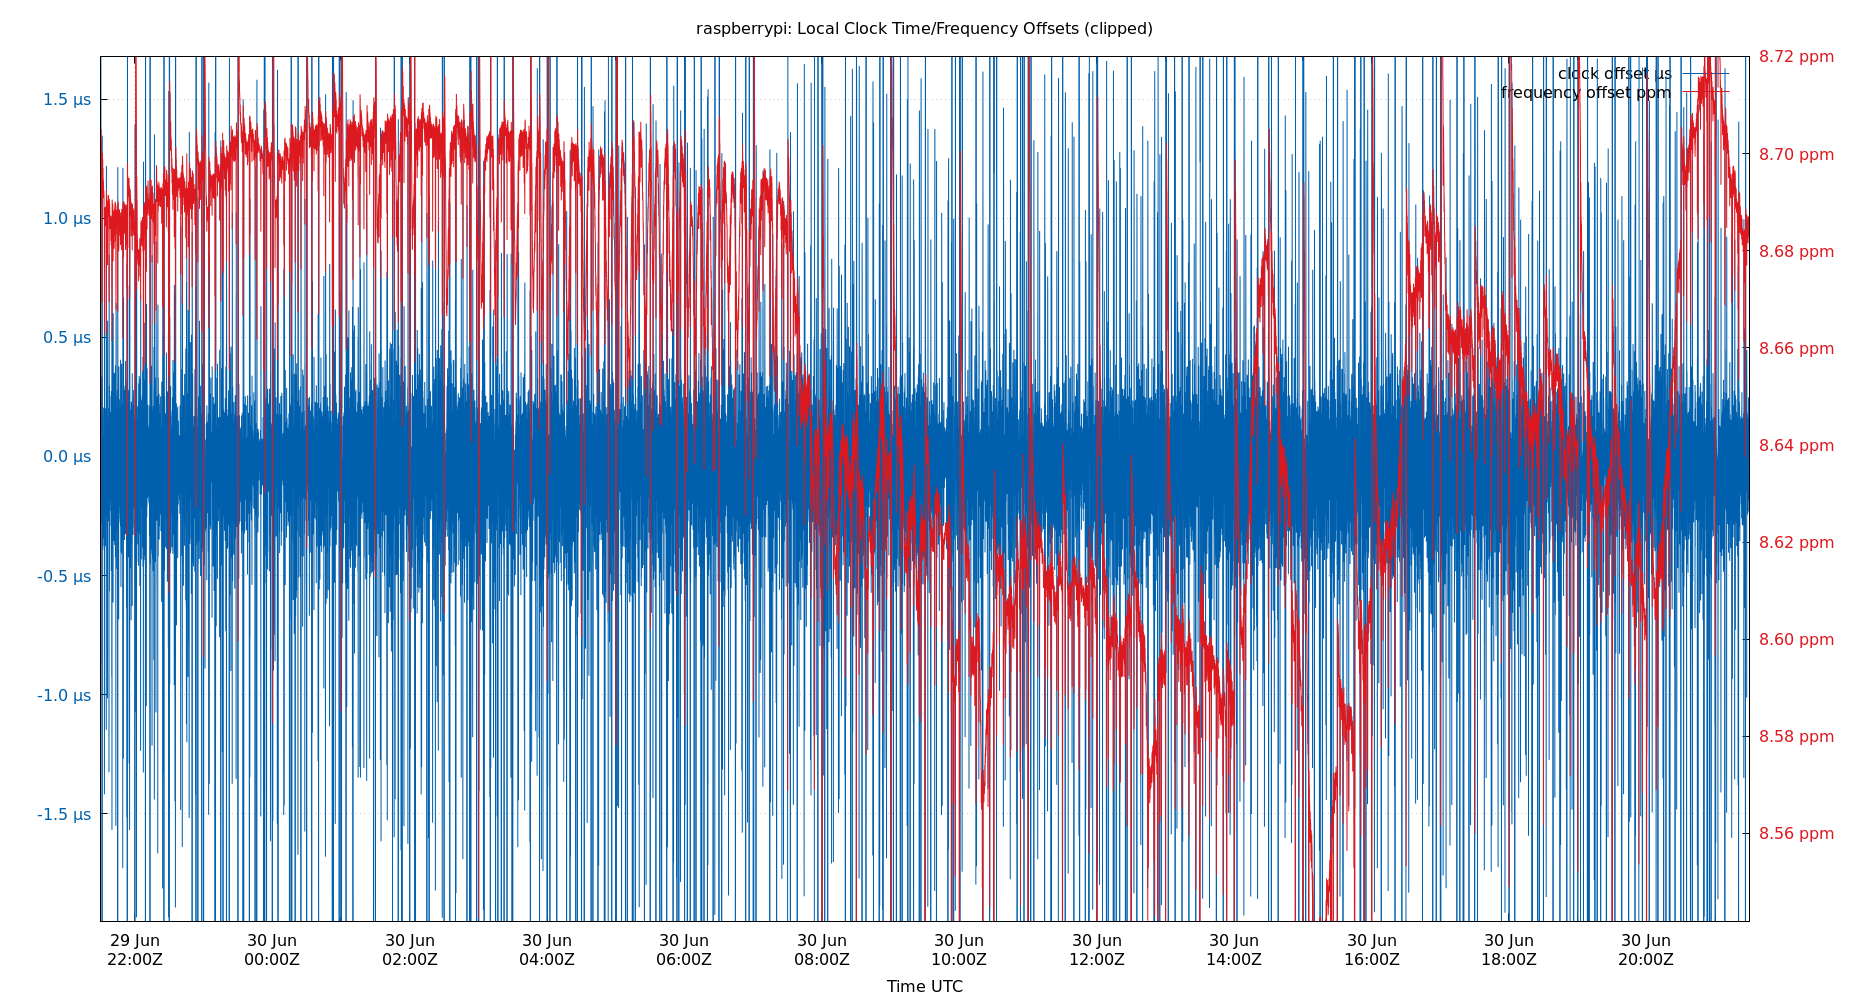 raspberrypi: Local Clock Time/Frequency Offsets (clipped)
clock offset µs
frequency offset ppm
1.5 µs
1.0 µs
0.5 µs
0.0 µs
-0.5 µs
-1.0 µs
-1.5 µs
8.72 ppm
8.70 ppm
8.68 ppm
8.66 ppm
8.64 ppm
8.62 ppm
8.60 ppm
8.58 ppm
8.56 ppm
29 Jun 30 Jun 30 Jun 30 Jun 30 Jun 30 Jun 30 Jun 30 Jun 30 Jun 30 Jun 30 Jun 30 Jun
22:00Z 00:00Z 02:00Z 04:00Z 06:00Z 08:00Z 10:00Z 12:00Z 14:00Z 16:00Z 18:00Z 20:00Z
Time UTC